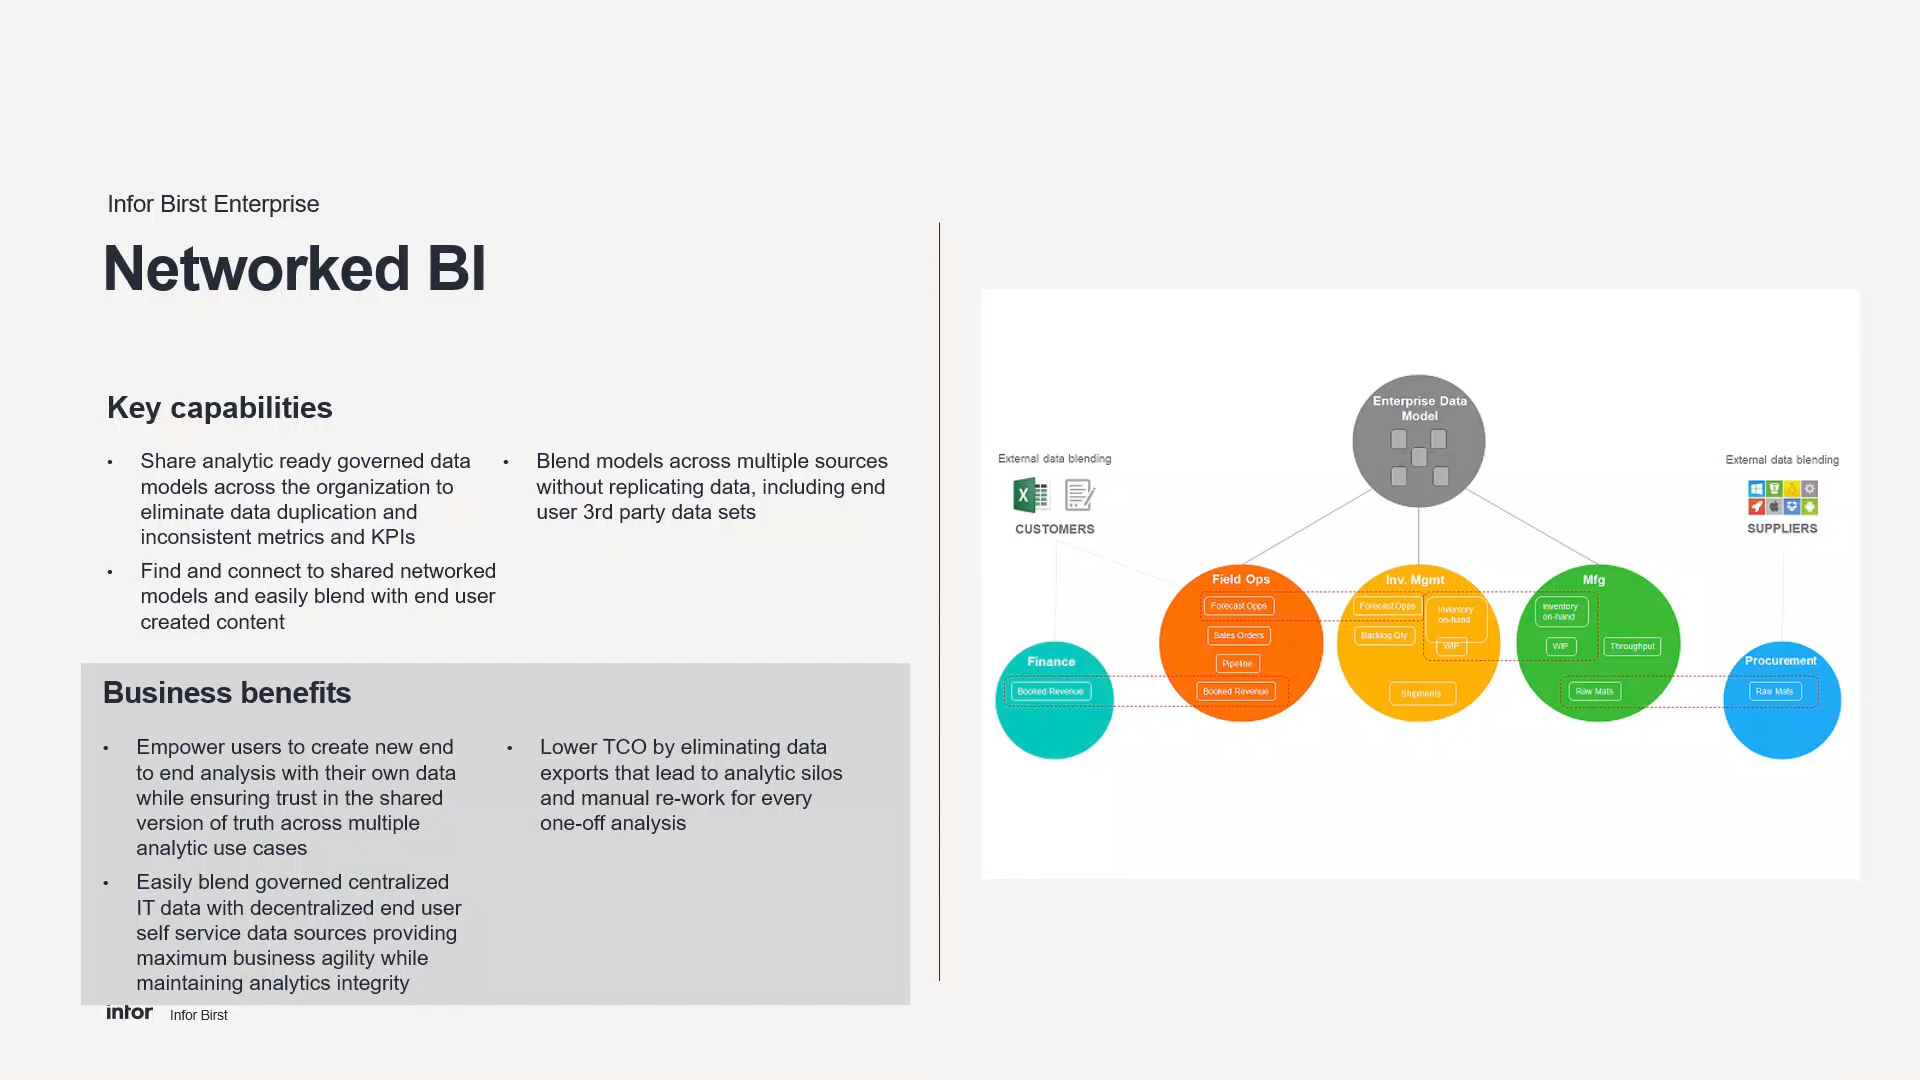 Infor Birst Enterprise
Networked BI
Key capabilities
• Share analytic ready governed data
models across the organization to
eliminate data duplication and
inconsistent metrics and KPIs
• Find and connect to shared networked
models and easily blend with end user
created content
• Blend models across multiple sources
without replicating data, including end
user 3rd party data sets
Business benefits
• Empower users to create new end
to end analysis with their own data
while ensuring trust in the shared
version of truth across multiple
analytic use cases
• Easily blend governed centralized
IT data with decentralized end user
self service data sources providing
maximum business agility while
maintaining analytics integrity
• Lower TCO by eliminating data
exports that lead to analytic silos
and manual re-work for every
one-off analysis
infor
Infor Birst
Enterprise Data
Model
External data blending
CUSTOMERS
External data blending
SUPPLIERS
Finance
Booked Revenue
Field Ops
Forecast Opps
Sales Orders
Pipeline
Booked Revenue
Inv. Mgmt
Forecast Opps
Inventory
on-hand
Backlog Qty
WIP
Shipments
Mfg
Inventory
on-hand
WIP
Throughput
Raw Mats
Procurement
Raw Mats